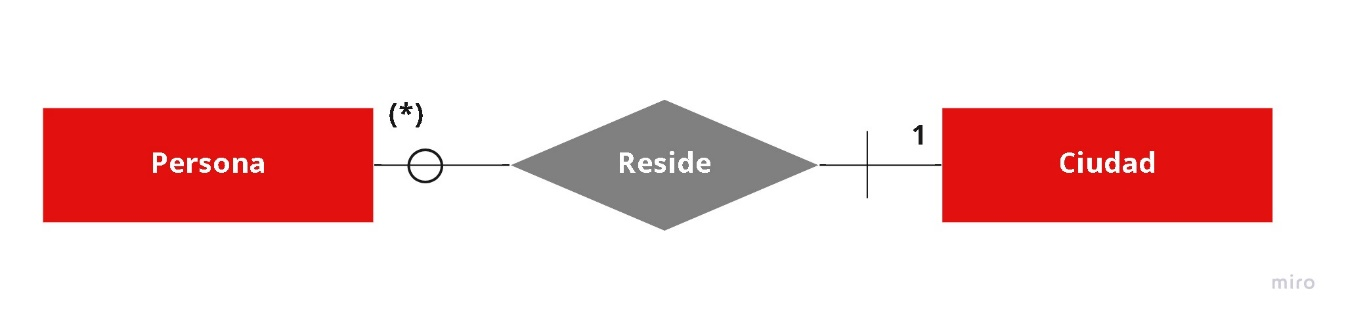 (*)
1
Persona
Reside
Ciudad
miro